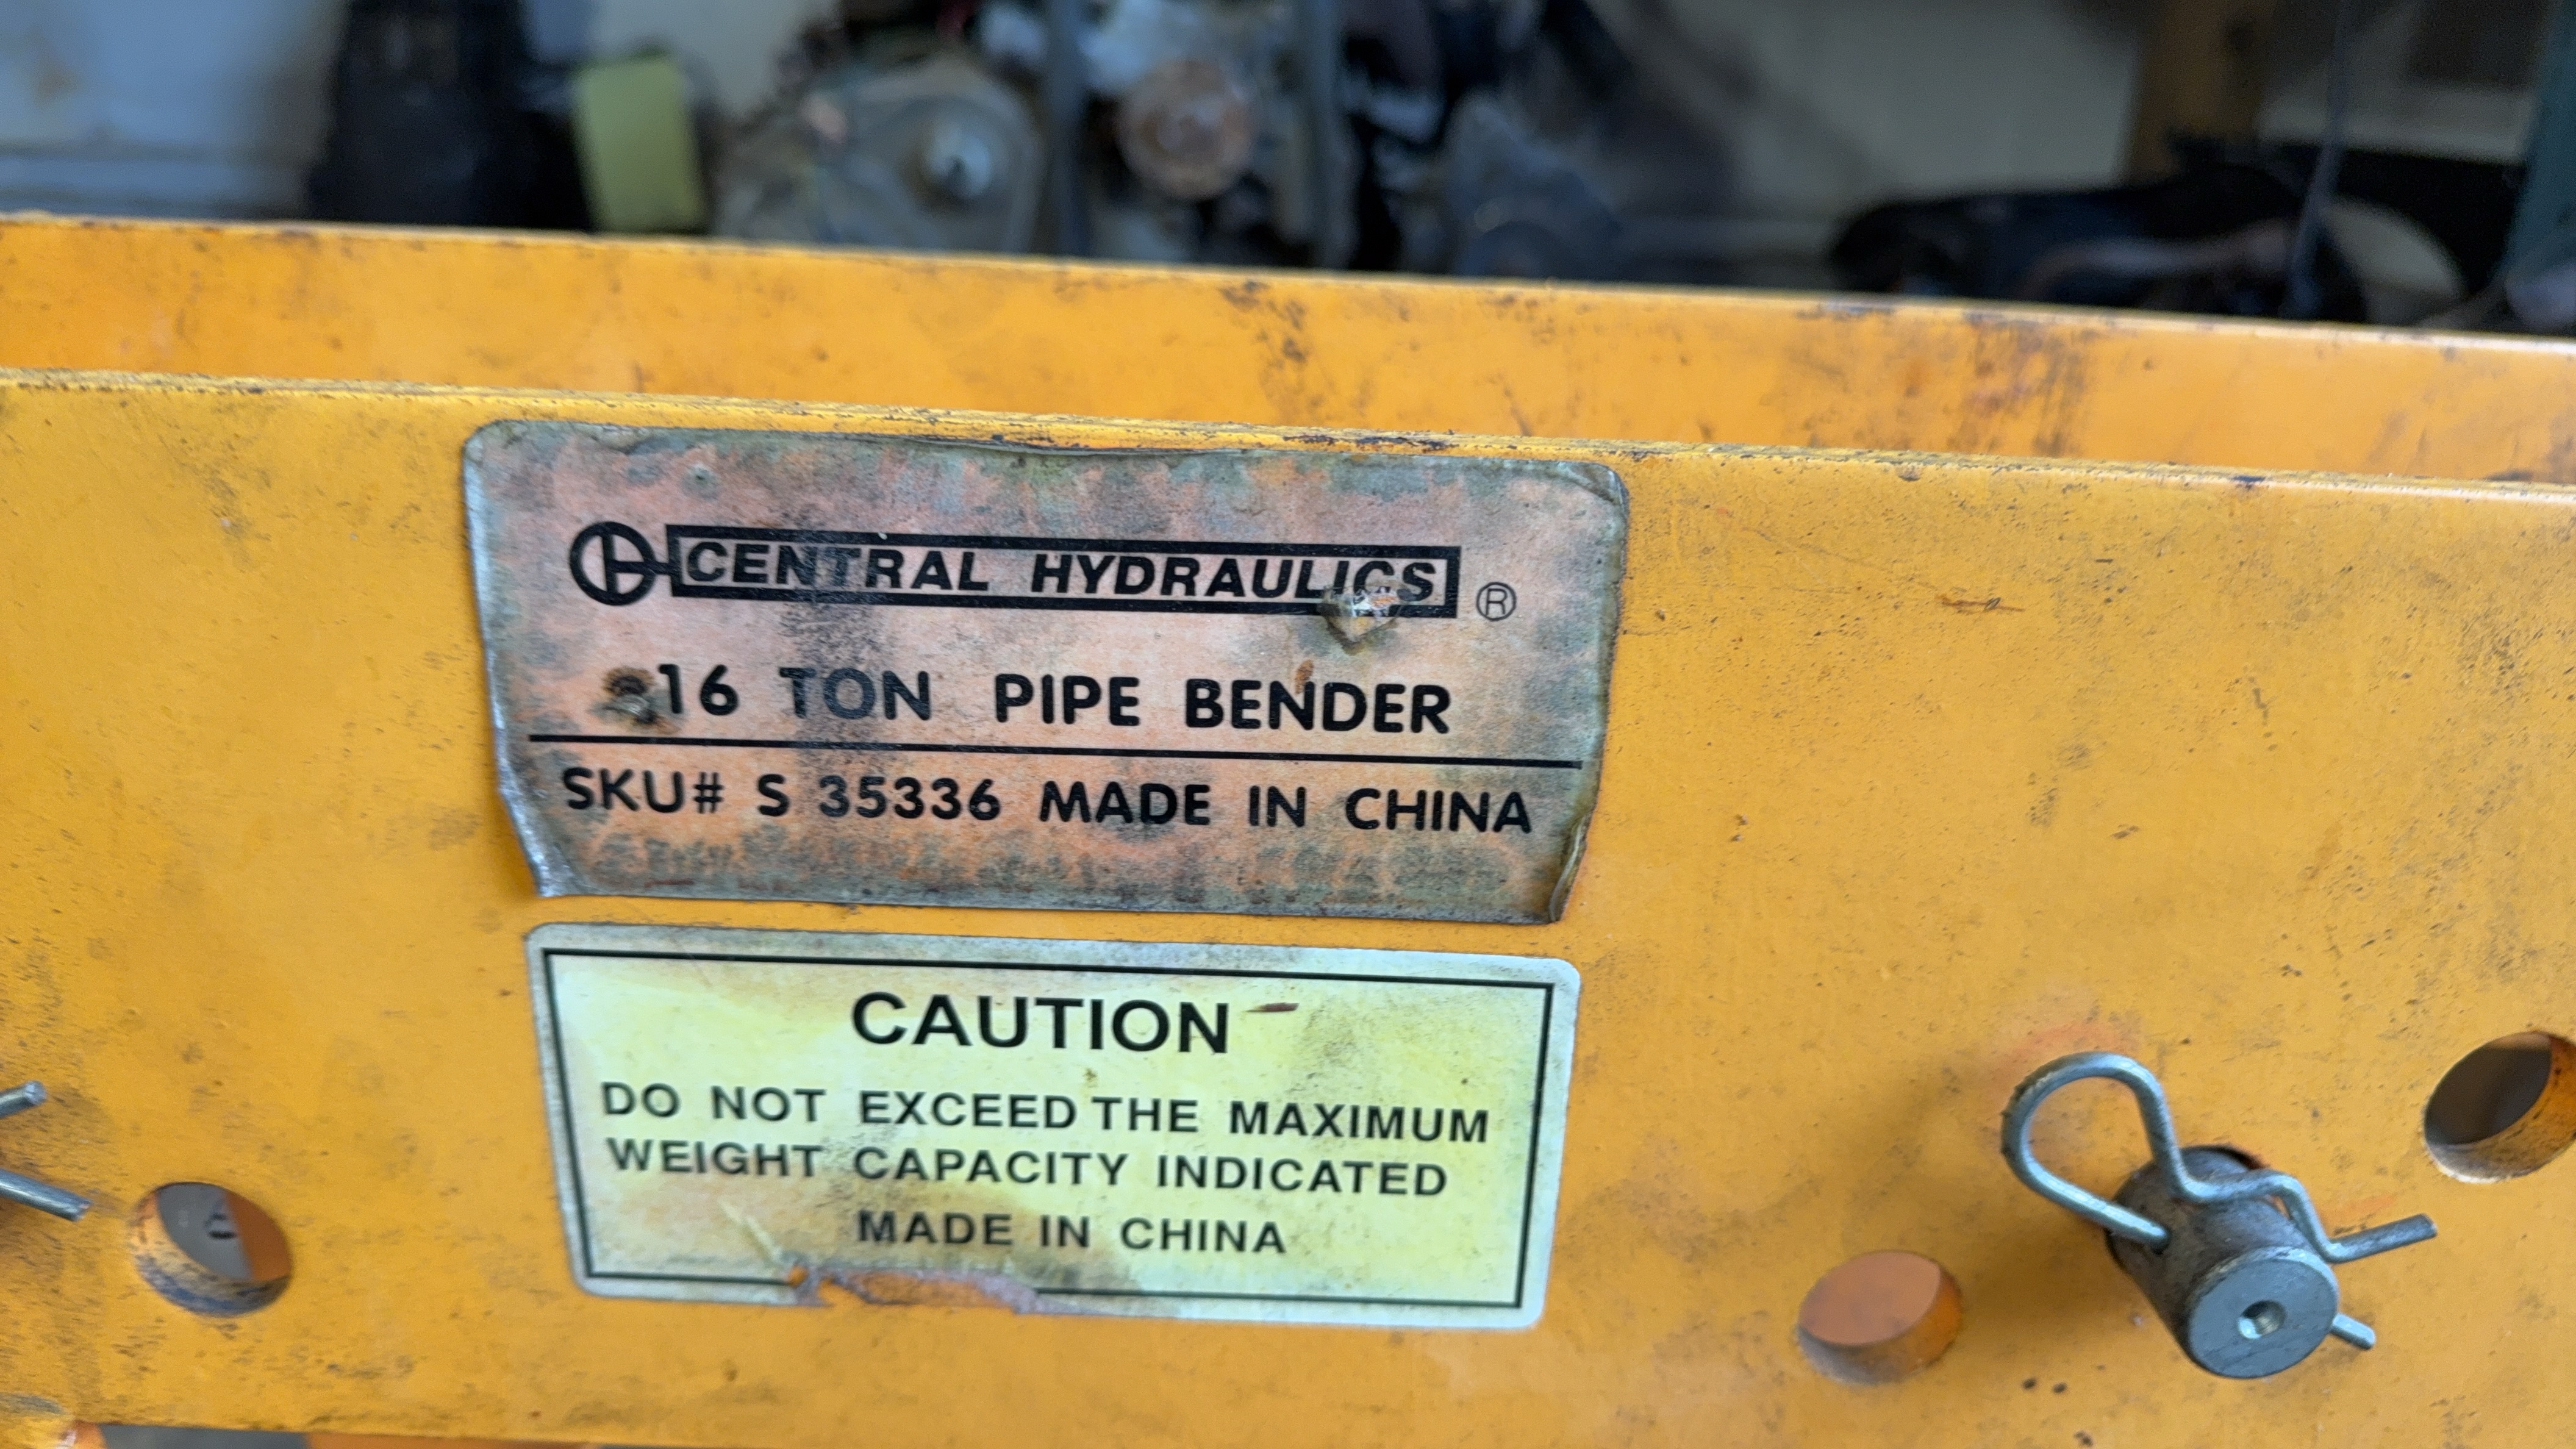 CENTRAL HYDRAULICS ®
16 TON PIPE BENDER
SKU# S 35336 MADE IN CHINA
CAUTION
DO NOT EXCEED THE MAXIMUM
WEIGHT CAPACITY INDICATED
MADE IN CHINA